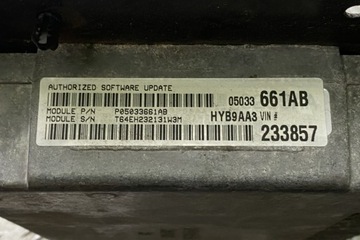 AUTHORIZED SOFTWARE UPDATE
05033 661AB
MODULE P/N P05033661AB
MODULE S/N T64EH232131W3M
HYB9AA3 VIN #
233857